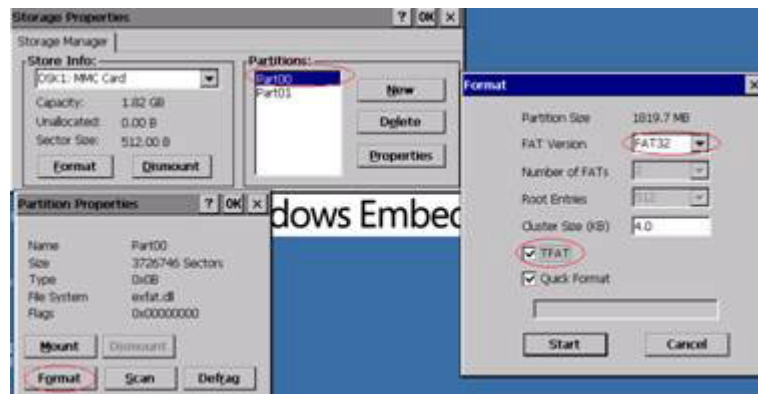 Storage Properties ? OK ×
Storage Manager
Store Info:
DSK1: MMC Card
Capacity: 1.82 GB
Unallocated: 0.00 B
Sector Size: 512.00 B
Format Dismount
Partitions:
Part00
Part01
New
Delete
Properties
Partition Properties ? OK ×
Name Part00
Size 3726746 Sectors
Type 0x0B
File System exfat.dll
Flags 0x00000000
Mount Dismount
Format Scan Defrag
dows Embec
Format ×
Partition Size 1819.7 MB
FAT Version FAT32
Number of FATs 2
Root Entries 512
Cluster Size (KB) 4.0
TFAT
Quick Format
Start Cancel